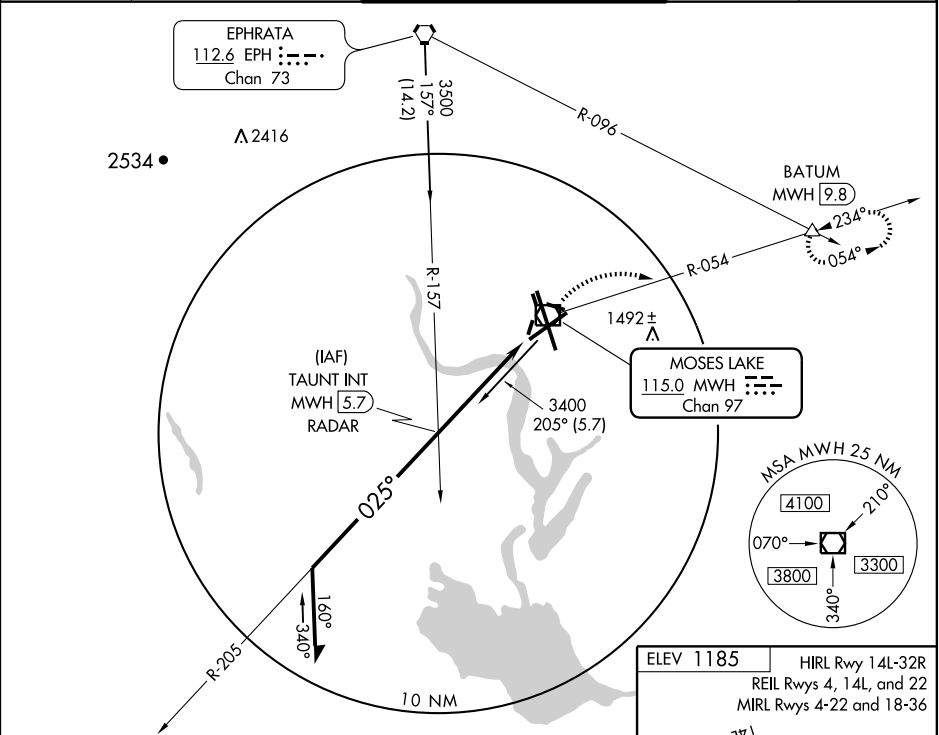 EPHRATA
112.6 EPH
Chan 73
3500
157°
(14.2)
2416
2534
R-096
BATUM
MWH 9.8
234°
054°
R-054
R-157
1492±
(IAF)
TAUNT INT
MWH 5.7
RADAR
MOSES LAKE
115.0 MWH
Chan 97
3400
205° (5.7)
025°
MSA MWH 25 NM
4100
210°
070°
3800
3300
340°
160°
340°
R-205
10 NM
ELEV 1185
HIRL Rwy 14L-32R
REIL Rwys 4, 14L, and 22
MIRL Rwys 4-22 and 18-36